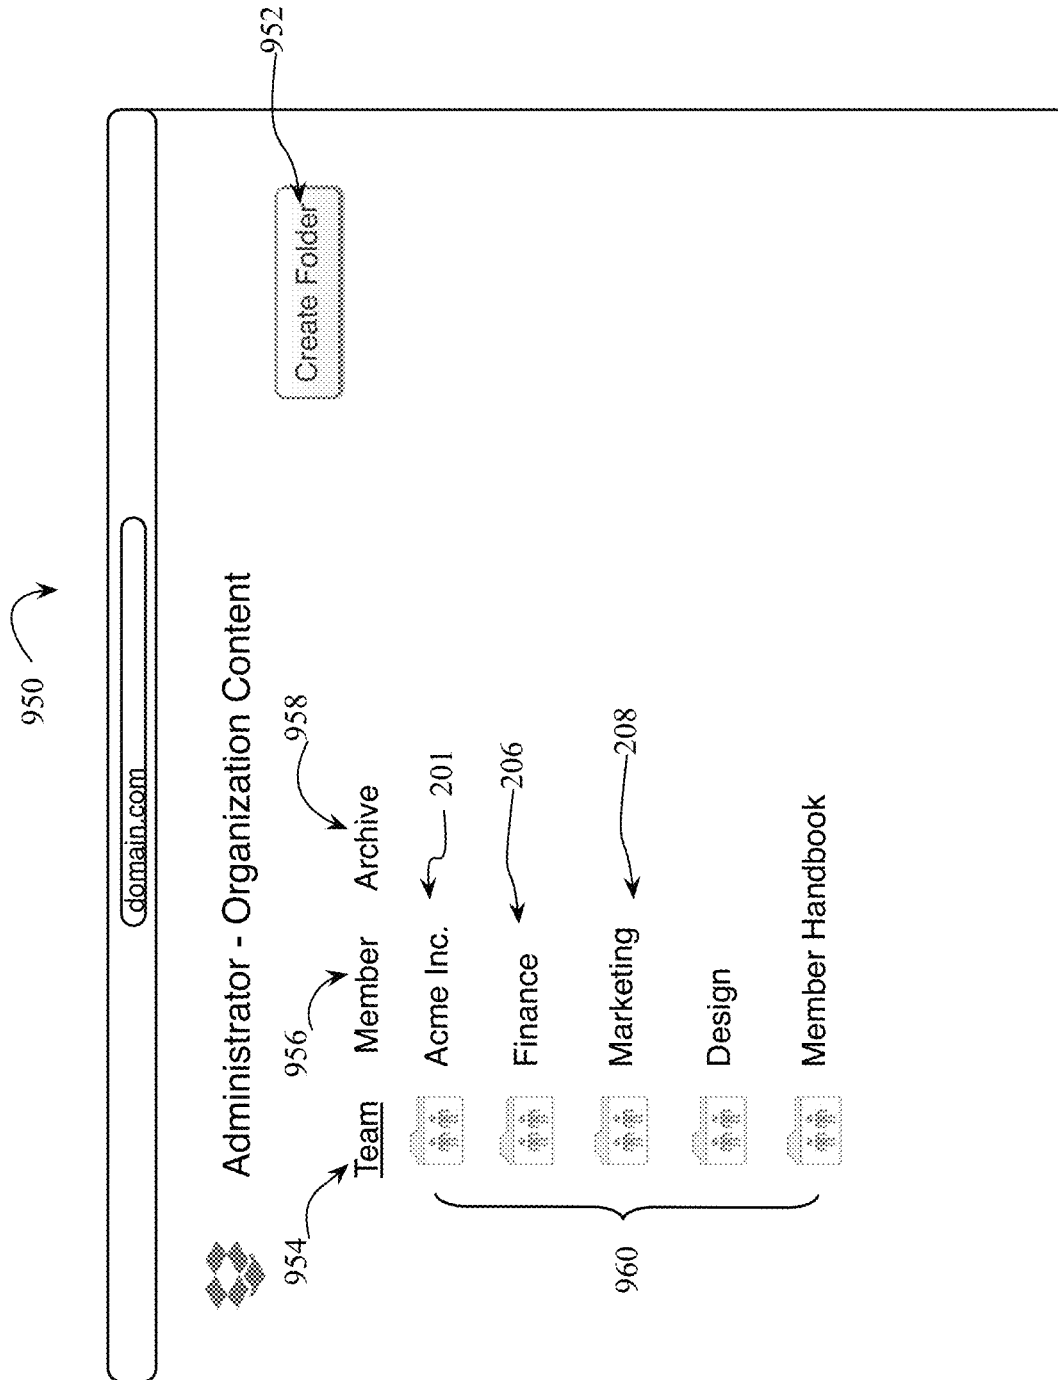 950
952
domain.com
Administrator - Organization Content
Create Folder
954
956
958
Team Member Archive
Acme Inc.
201
Finance
206
Marketing
208
Design
Member Handbook
960